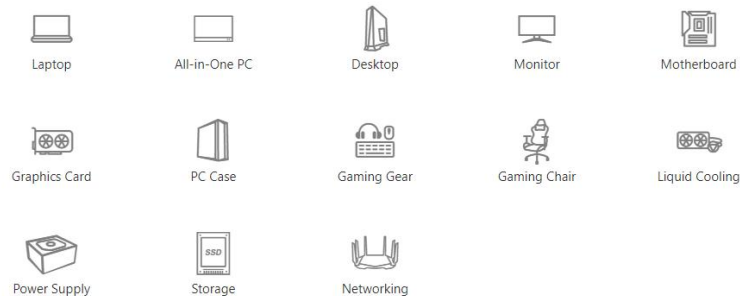 Laptop
All-in-One PC
Desktop
Monitor
Motherboard
Graphics Card
PC Case
Gaming Gear
Gaming Chair
Liquid Cooling
SSD
Power Supply
Storage
Networking